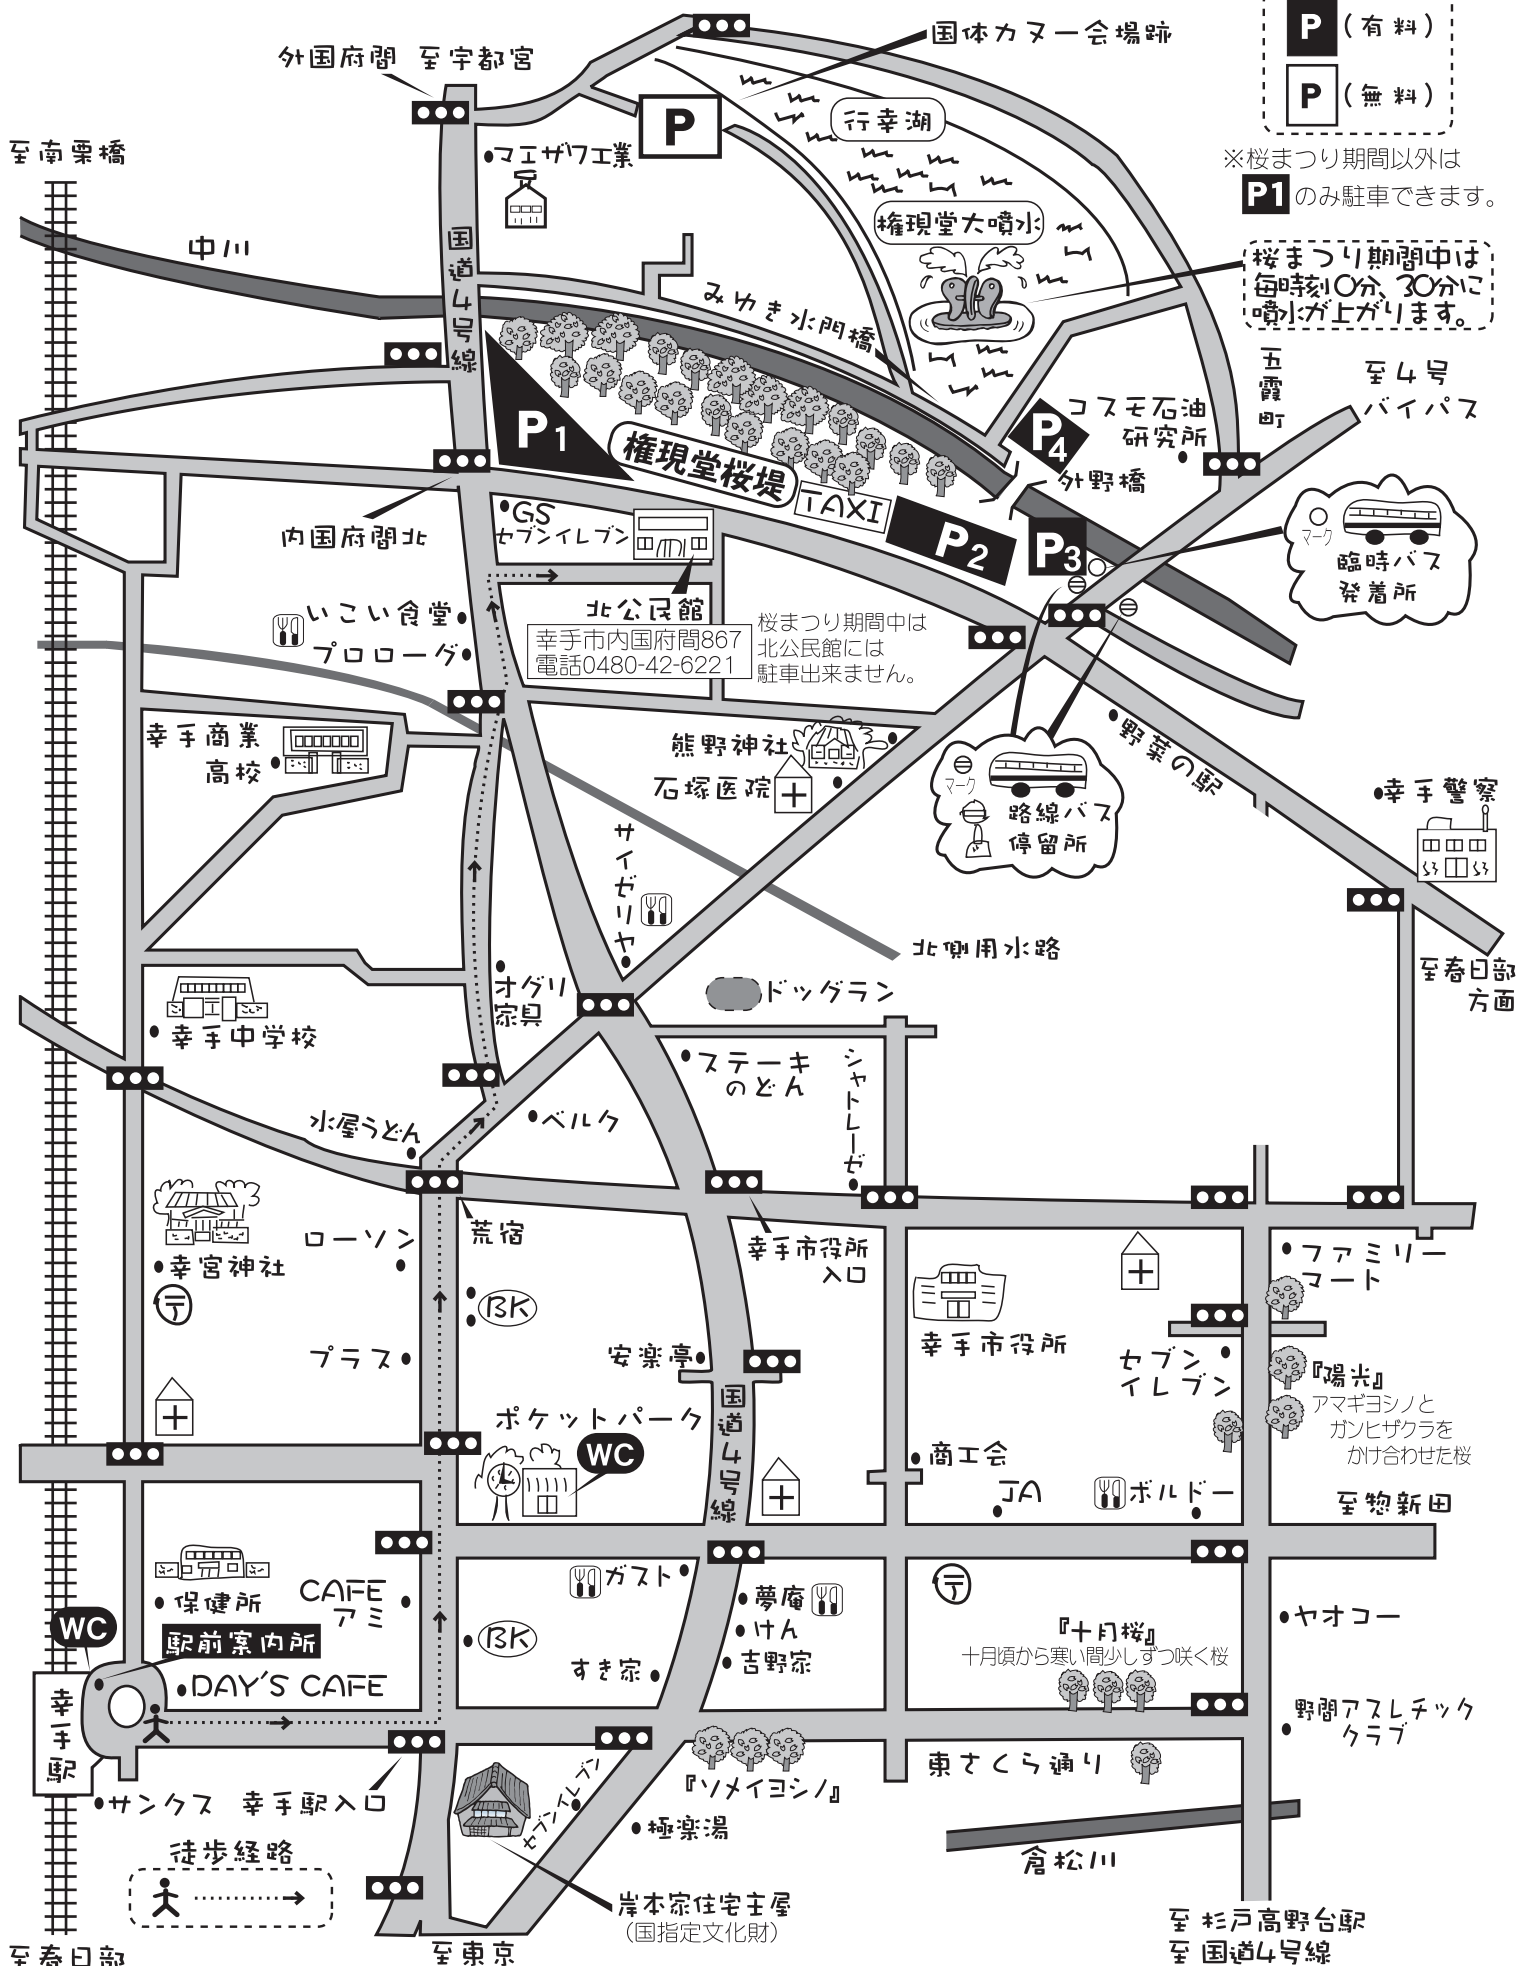 P (有料)
P (無料)
※桜まつり期間以外は
P1のみ駐車できます。
桜まつり期間中は
毎時刻0分、30分に
噴水が上がります。
外国府間
至宇都宮
国体カヌー会場跡
P
行幸湖
至南栗橋
マエザワ工業
権現堂大噴水
中川
国道4号線
みゆき水門橋
五霞町
至4号
バイパス
P1
権現堂桜堤
TAXI
P2
P3
P4
コスモ石油
研究所
外野橋
マーク
臨時バス
発着所
内国府間北
GS
セブンイレブン
北公民館
幸手市内国府間867
電話0480-42-6221
桜まつり期間中は
北公民館には
駐車出来ません。
いこい食堂
プロローグ
幸手商業
高校
熊野神社
石塚医院
マーク
路線バス
停留所
野菜の駅
幸手警察
サイゼリヤ
北側用水路
至春日部
方面
オグリ
家具
ドッグラン
幸手中学校
ステーキ
のどん
シャトレーゼ
水屋うどん
ベルク
荒宿
幸手市役所
入口
ローソン
幸宮神社
BK
プラス
安楽亭
幸手市役所
ファミリー
マート
セブン
イレブン
『陽光』
アマギヨシノと
ガンヒザクラを
かけ合わせた桜
国道4号線
ポケットパーク
WC
商工会
JA
ボルドー
至惣新田
保健所
CAFE
アミ
ガスト
夢庵
けん
吉野家
すき家
BK
『十月桜』
十月頃から寒い間少しずつ咲く桜
ヤオコー
WC
駅前案内所
DAY'S CAFE
幸手駅
サンクス
幸手駅入口
セブンイレブン
『ソメイヨシノ』
東さくら通り
野間アスレチック
クラブ
極楽湯
倉松川
徒歩経路
岸本家住宅主屋
(国指定文化財)
至春日部
至東京
至 杉戸高野台駅
至 国道4号線